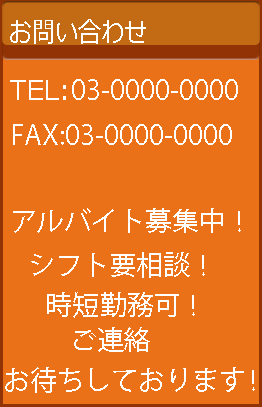 お問い合わせ
TEL:03-0000-0000
FAX:03-0000-0000
アルバイト募集中！
シフト要相談！
時短勤務可！
ご連絡
お待ちしております!